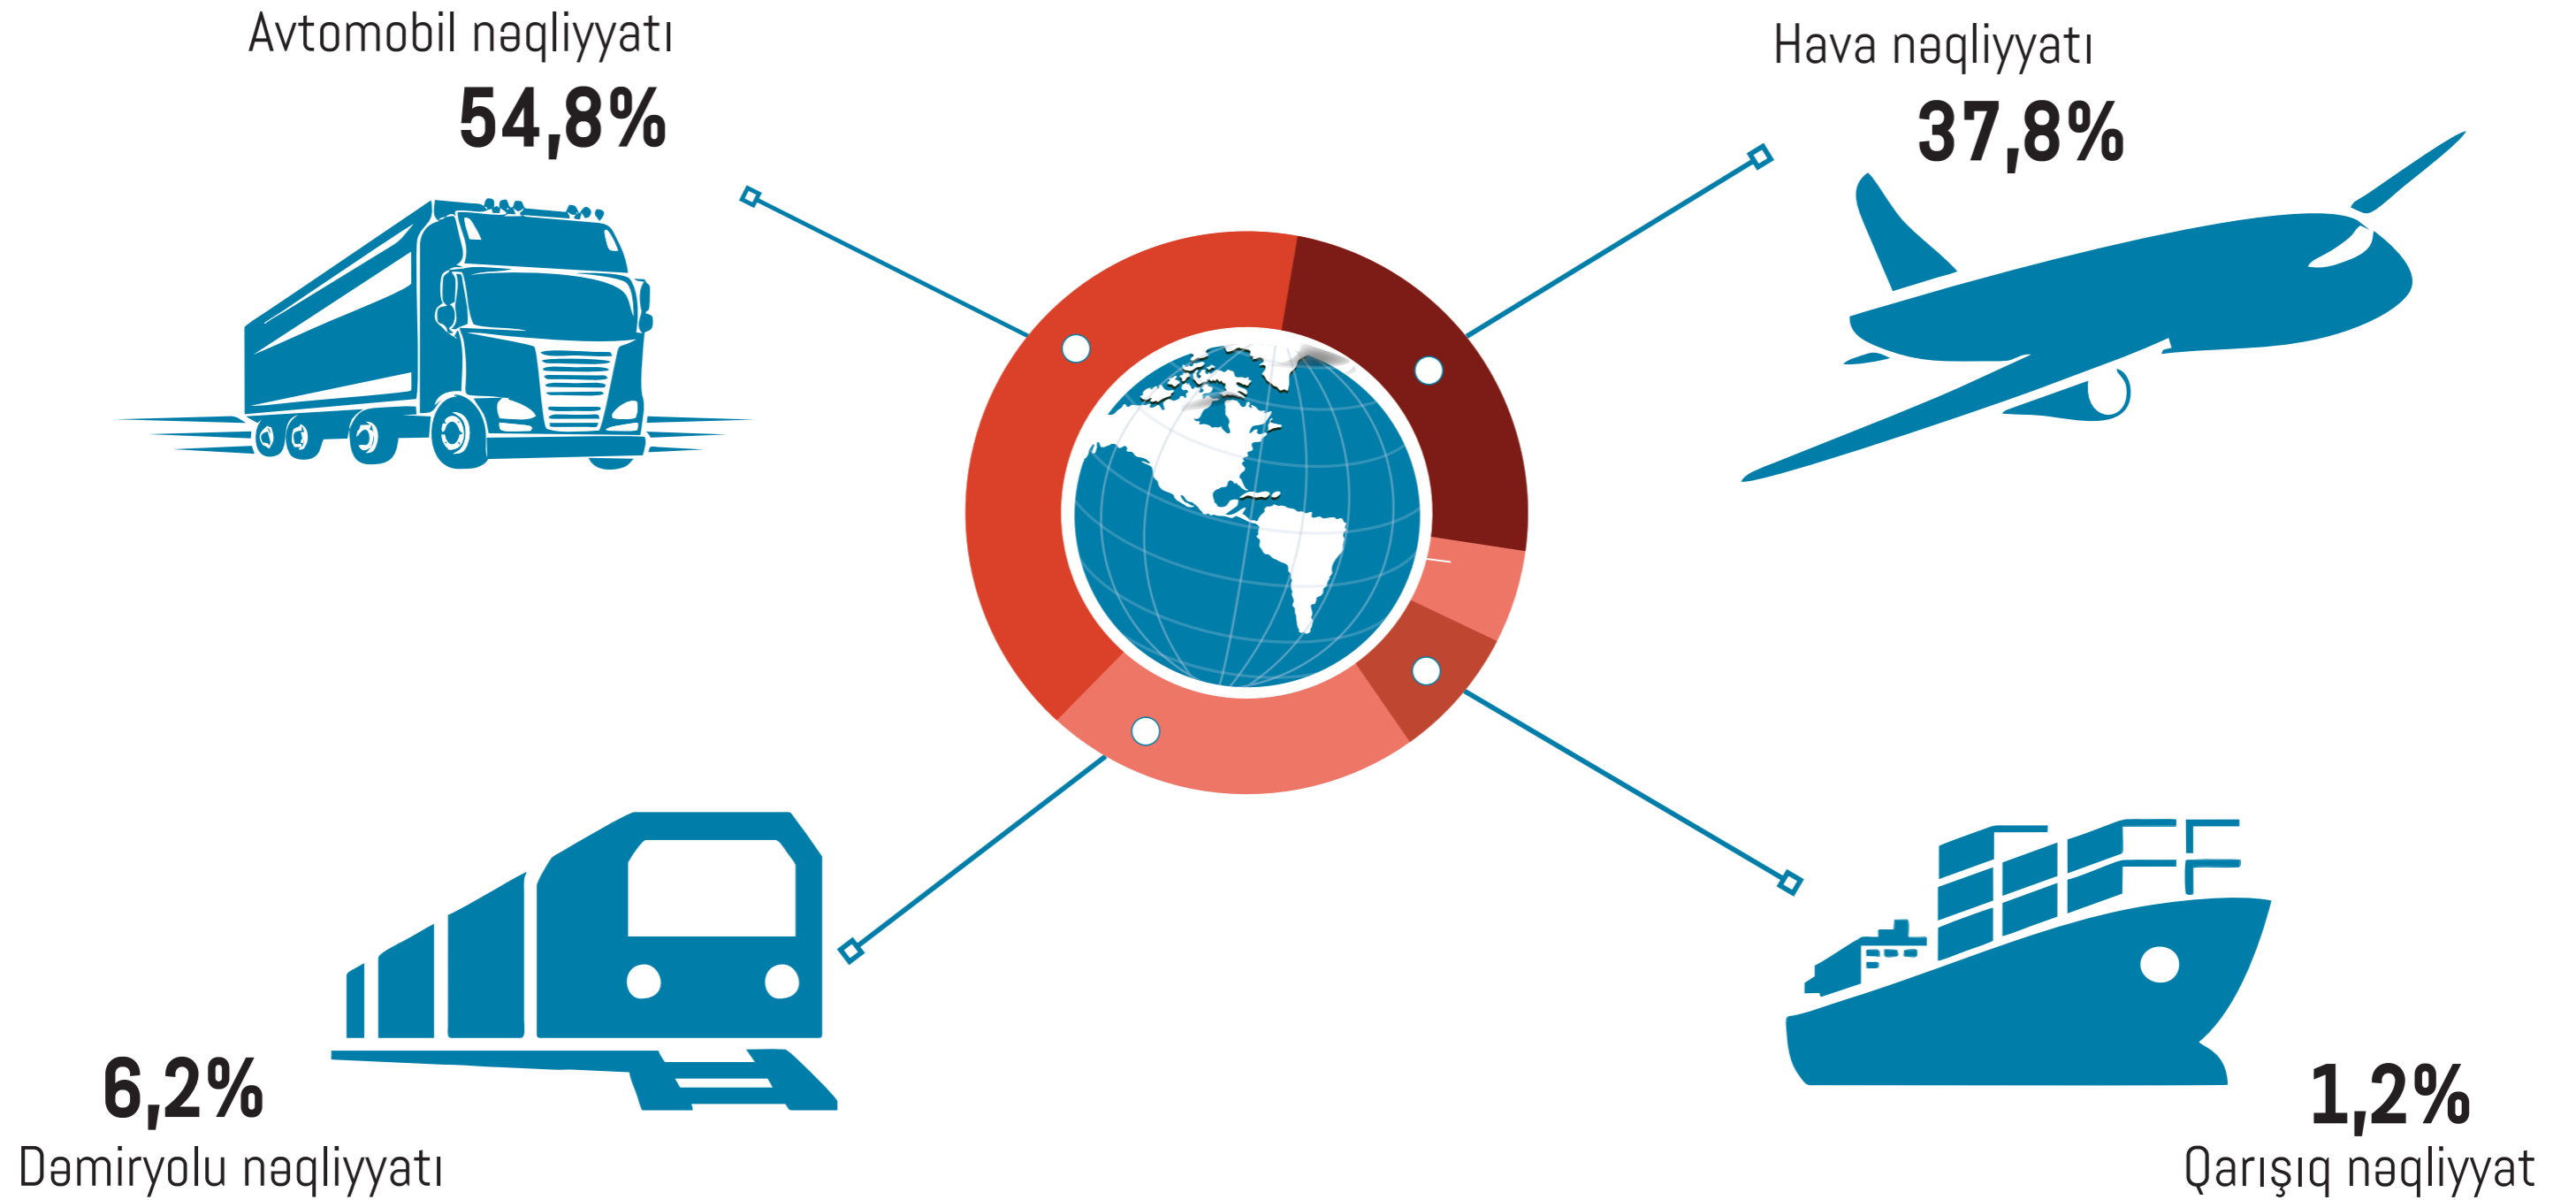 Avtomobil nəqliyyatı
54,8%
Hava nəqliyyatı
37,8%
6,2%
Dəmiryolu nəqliyyatı
1,2%
Qarışıq nəqliyyat